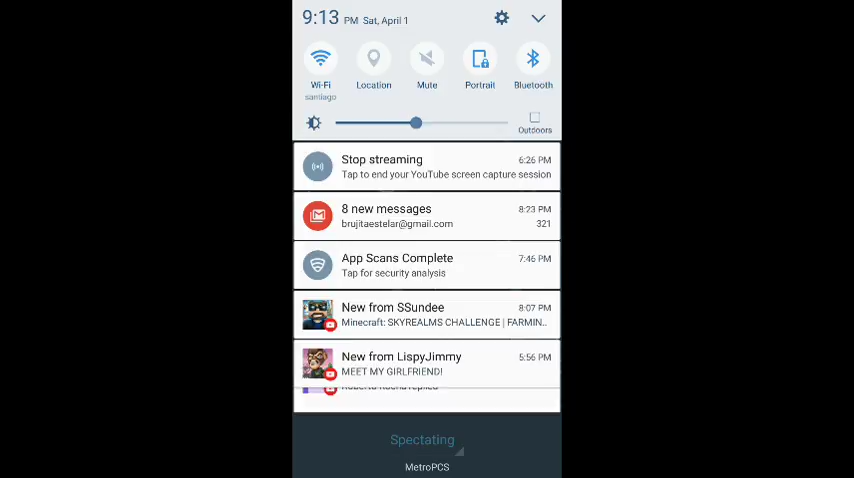 9:13 PM Sat, April 1
Wi-Fi Location Mute Portrait Bluetooth
santiago
Outdoors
Stop streaming 6:26 PM
Tap to end your YouTube screen capture session
8 new messages 8:23 PM
brujitaestelar@gmail.com 321
App Scans Complete 7:46 PM
Tap for security analysis
New from SSundee 8:07 PM
Minecraft: SKYREALMS CHALLENGE | FARMIN..
New from LispyJimmy 5:56 PM
MEET MY GIRLFRIEND!
replied
Spectating
MetroPCS